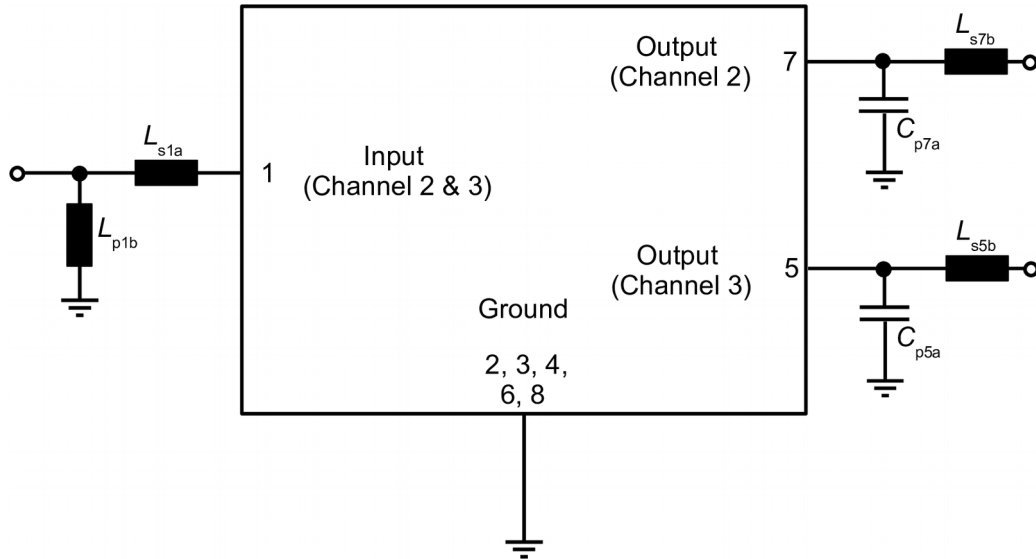 Output
(Channel 2)
7
Ls7b
Cp7a
Ls1a
1
Input
(Channel 2 & 3)
Lp1b
Output
(Channel 3)
5
Ls5b
Cp5a
Ground
2, 3, 4,
6, 8